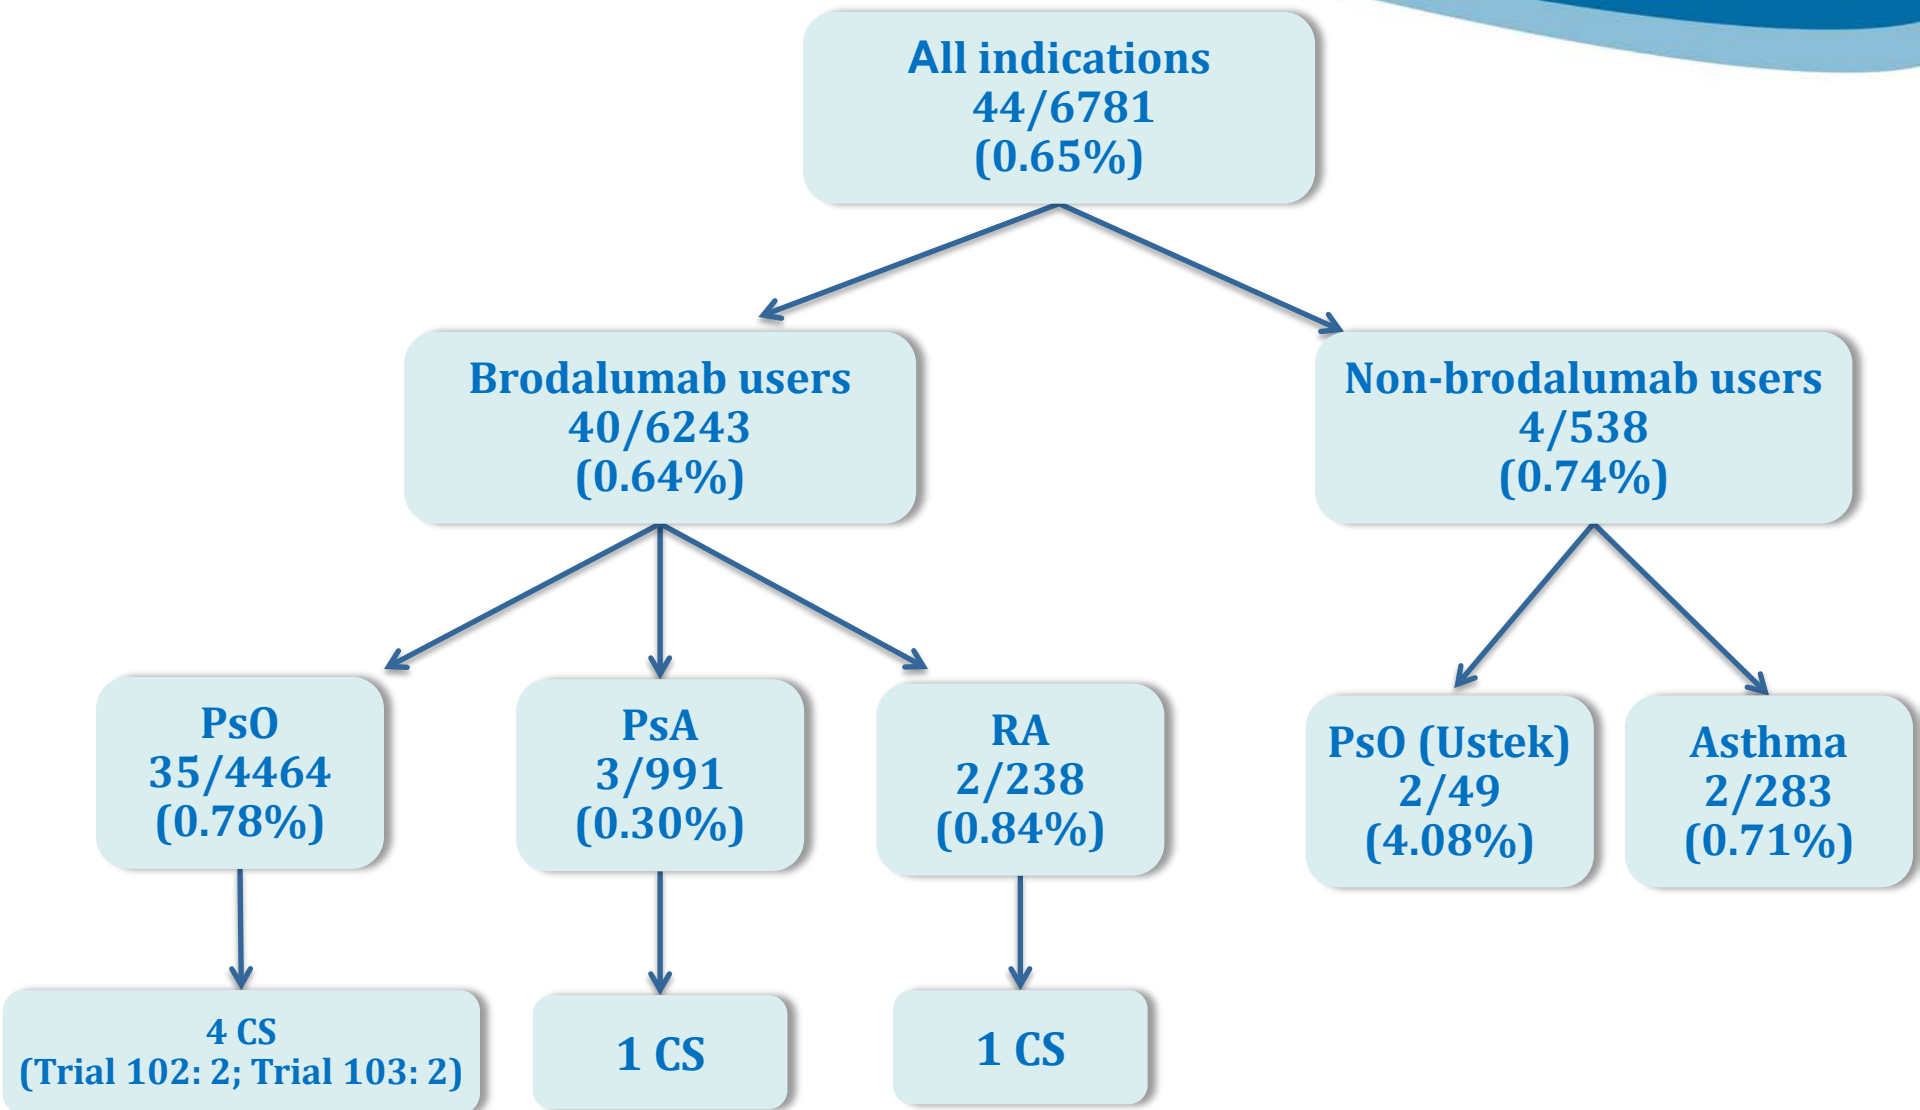 All indications
44/6781
(0.65%)
Brodalumab users
40/6243
(0.64%)
Non-brodalumab users
4/538
(0.74%)
PsO
35/4464
(0.78%)
PsA
3/991
(0.30%)
RA
2/238
(0.84%)
PsO (Ustek)
2/49
(4.08%)
Asthma
2/283
(0.71%)
4 CS
(Trial 102: 2; Trial 103: 2)
1 CS
1 CS